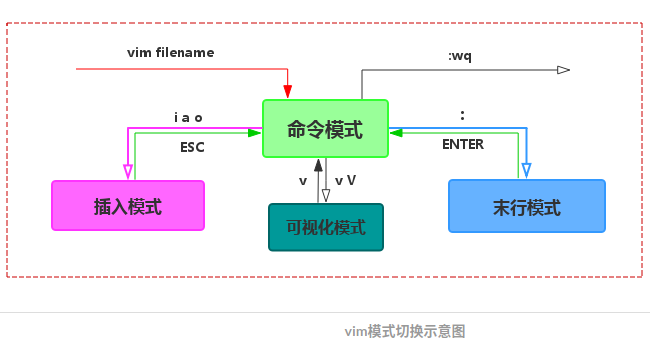 vim filename
:wq
i a o
命令模式
:
ESC
ENTER
v
v V
插入模式
末行模式
可视化模式
vim模式切换示意图